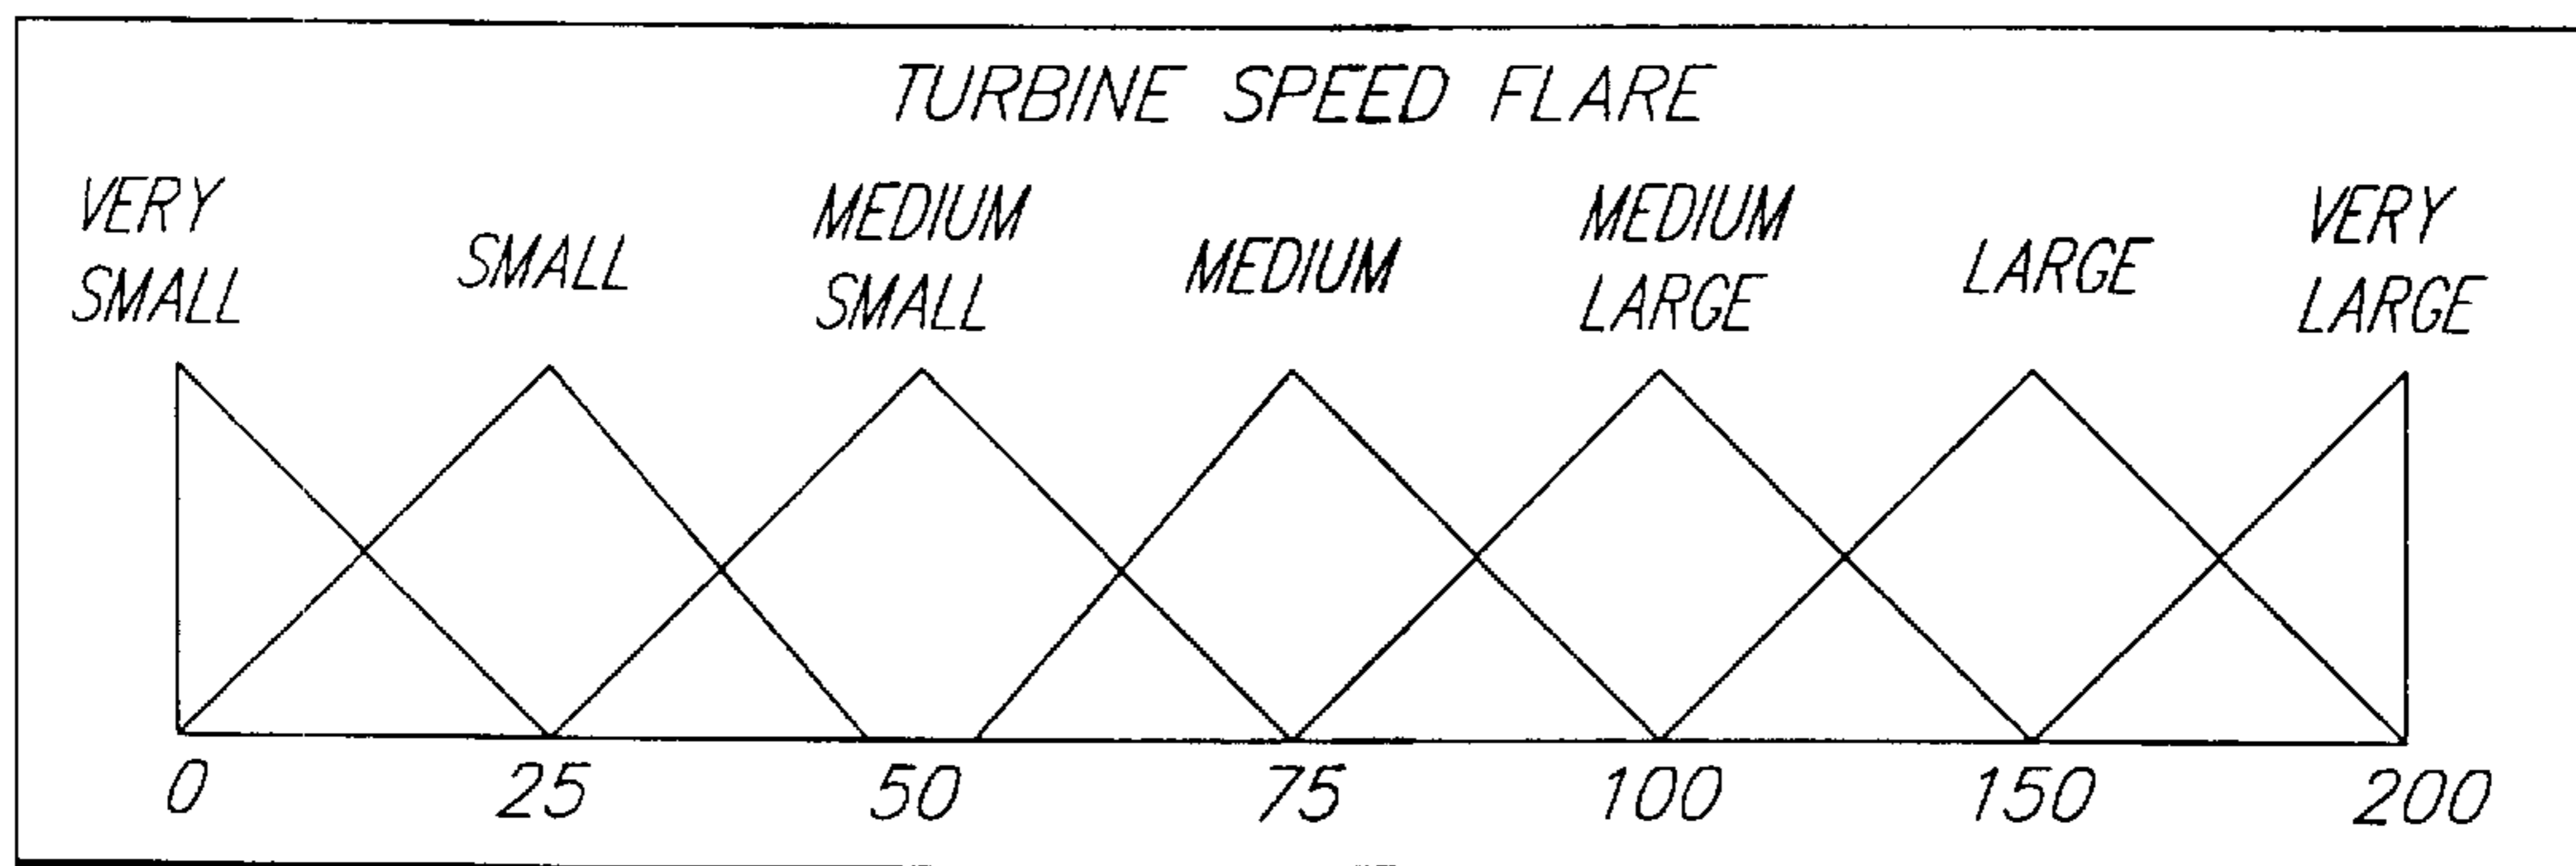 TURBINE SPEED FLARE
VERY SMALL
SMALL
MEDIUM SMALL
MEDIUM
MEDIUM LARGE
LARGE
VERY LARGE
0 25 50 75 100 150 200